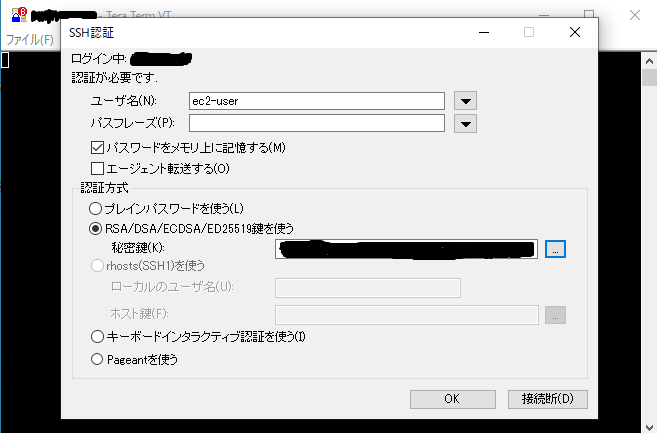 - Tera Term VT
ファイル(F)
SSH認証
ログイン中:
認証が必要です.
ユーザ名(N): ec2-user
パスフレーズ(P):
パスワードをメモリ上に記憶する(M)
エージェント転送する(O)
認証方式
プレインパスワードを使う(L)
RSA/DSA/ECDSA/ED25519鍵を使う
秘密鍵(K): ...
rhosts(SSH1)を使う
ローカルのユーザ名(U):
ホスト鍵(F): ...
キーボードインタラクティブ認証を使う(I)
Pageantを使う
OK 接続断(D)